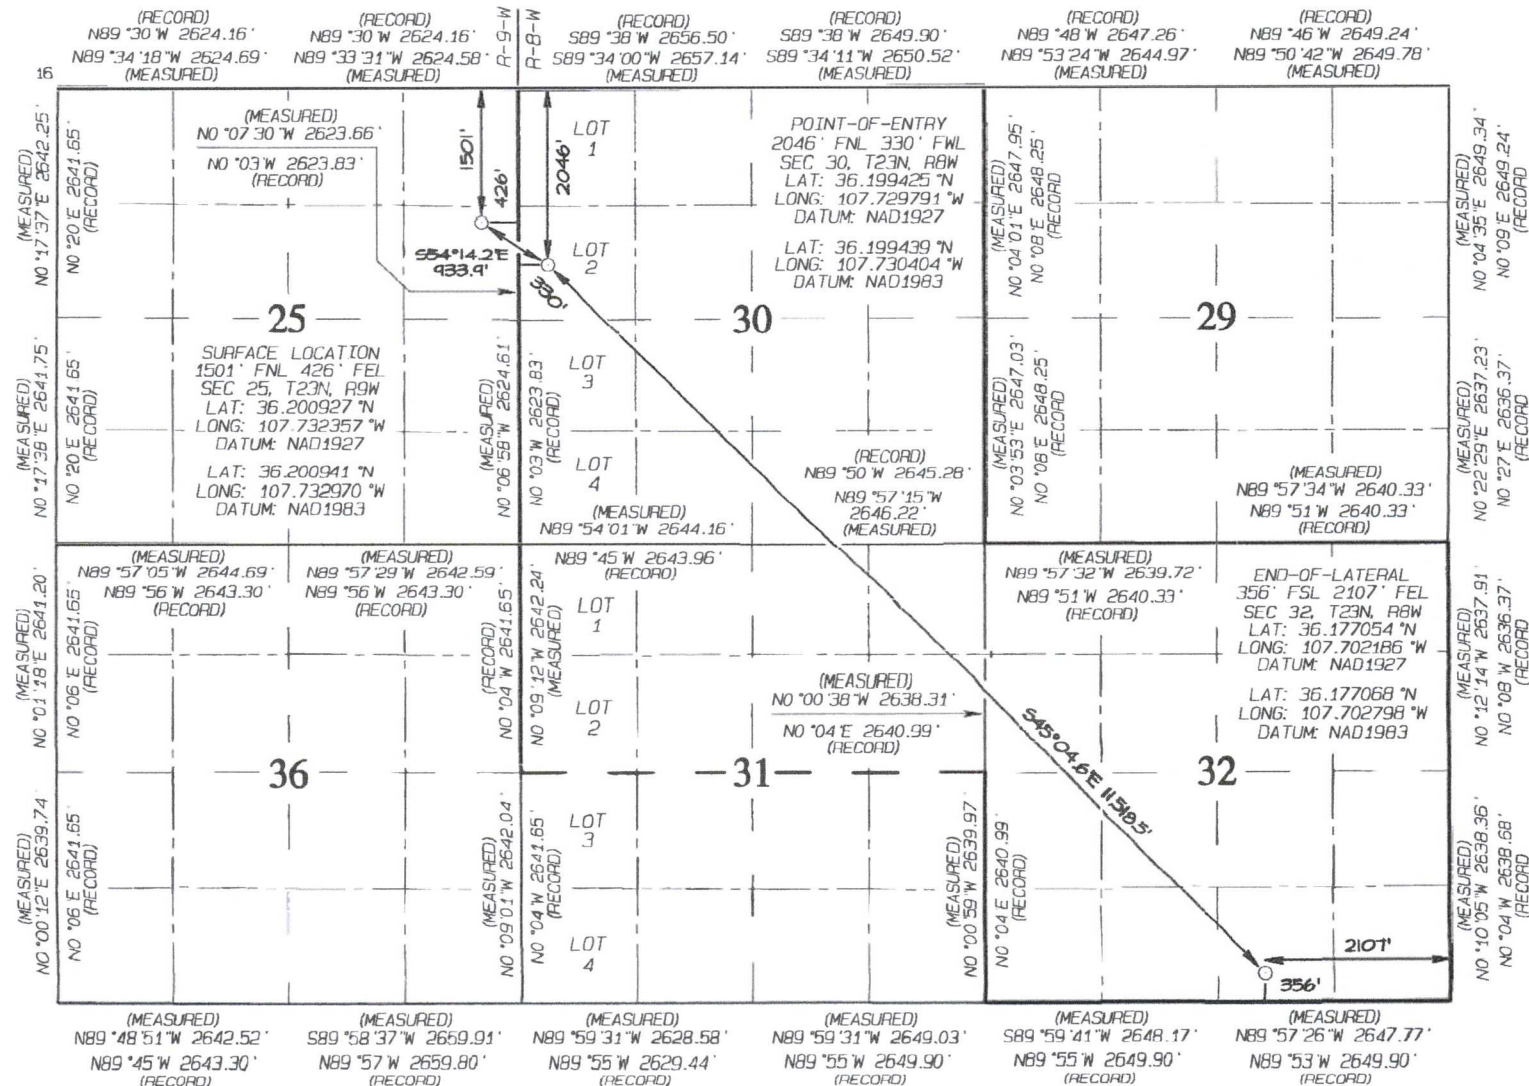 (RECORD)
N89°30'W 2624.16'
N89°34'18"W 2624.69'
(MEASURED)
(RECORD)
N89°30'W 2624.16'
N89°33'31"W 2624.58'
(MEASURED)
R-9-W
R-8-W
(RECORD)
S89°38'W 2656.50'
S89°34'00"W 2657.14'
(MEASURED)
(RECORD)
S89°38'W 2649.90'
S89°34'11"W 2650.52'
(MEASURED)
(RECORD)
N89°48'W 2647.26'
N89°53'24"W 2644.97'
(MEASURED)
(RECORD)
N89°46'W 2649.24'
N89°50'42"W 2649.78'
(MEASURED)
16
(MEASURED)
N0°17'37"E 2642.25'
N0°20'E 2641.65'
(RECORD)
(MEASURED)
N0°07'30"W 2623.66'
N0°03'W 2623.83'
(RECORD)
1501'
426'
2046'
LOT
1
S54°14.2'E
933.9'
330'
LOT
2
POINT-OF-ENTRY
2046' FNL 330' FWL
SEC 30, T23N, R8W
LAT: 36.199425°N
LONG: 107.729791°W
DATUM: NAD1927
LAT: 36.199439°N
LONG: 107.730404°W
DATUM: NAD1983
(MEASURED)
N0°04'01"E 2647.95'
N0°08'E 2648.25'
(RECORD)
(MEASURED)
N0°04'35"E 2649.34'
N0°09'E 2649.24'
(RECORD)
25
30
29
(MEASURED)
N0°17'38"E 2641.75'
N0°20'E 2641.65'
(RECORD)
SURFACE LOCATION
1501' FNL 426' FEL
SEC 25, T23N, R9W
LAT: 36.200927°N
LONG: 107.732357°W
DATUM: NAD1927
LAT: 36.200941°N
LONG: 107.732970°W
DATUM: NAD1983
(MEASURED)
N0°06'58"W 2624.61'
N0°03'W 2623.83'
(RECORD)
LOT
3
LOT
4
(MEASURED)
N89°54'01"W 2644.16'
(RECORD)
N89°50'W 2645.28'
N89°57'15"W
2646.22'
(MEASURED)
(MEASURED)
N0°03'53"E 2647.03'
N0°08'E 2648.25'
(RECORD)
(MEASURED)
N89°57'34"W 2640.33'
N89°51'W 2640.33'
(RECORD)
(MEASURED)
N0°22'29"E 2637.23'
N0°27'E 2636.37'
(RECORD)
(MEASURED)
N89°57'05"W 2644.69'
N89°56'W 2643.30'
(RECORD)
(MEASURED)
N89°57'29"W 2642.59'
N89°56'W 2643.30'
(RECORD)
N89°45'W 2643.96'
(RECORD)
(MEASURED)
N89°57'32"W 2639.72'
N89°51'W 2640.33'
(RECORD)
END-OF-LATERAL
356' FSL 2107' FEL
SEC 32, T23N, R8W
LAT: 36.177054°N
LONG: 107.702186°W
DATUM: NAD1927
LAT: 36.177068°N
LONG: 107.702798°W
DATUM: NAD1983
(MEASURED)
N0°01'18"E 2641.20'
N0°06'E 2641.65'
(RECORD)
(RECORD)
N0°04'W 2641.65'
N0°09'12"W 2642.24'
(MEASURED)
LOT
1
LOT
2
(MEASURED)
N0°00'38"W 2638.31'
N0°04'E 2640.99'
(RECORD)
S45°04.6'E 11,518.5'
(MEASURED)
N0°12'14"W 2637.91'
N0°08'W 2636.37'
(RECORD)
36
31
32
(MEASURED)
N0°00'12"E 2639.74'
N0°06'E 2641.65'
(RECORD)
(MEASURED)
N0°09'01"W 2642.04'
N0°04'W 2641.65'
(RECORD)
LOT
3
LOT
4
(MEASURED)
N0°00'59"W 2639.97'
N0°04'E 2640.99'
(RECORD)
2107'
356'
(MEASURED)
N0°10'05"W 2638.36'
N0°04'W 2638.68'
(RECORD)
(MEASURED)
N89°48'51"W 2642.52'
N89°45'W 2643.30'
(RECORD)
(MEASURED)
S89°58'37"W 2659.91'
N89°57'W 2659.80'
(RECORD)
(MEASURED)
N89°59'31"W 2628.58'
N89°55'W 2629.44'
(RECORD)
(MEASURED)
N89°59'31"W 2649.03'
N89°55'W 2649.90'
(RECORD)
(MEASURED)
S89°59'41"W 2648.17'
N89°55'W 2649.90'
(RECORD)
(MEASURED)
N89°57'26"W 2647.77'
N89°53'W 2649.90'
(RECORD)